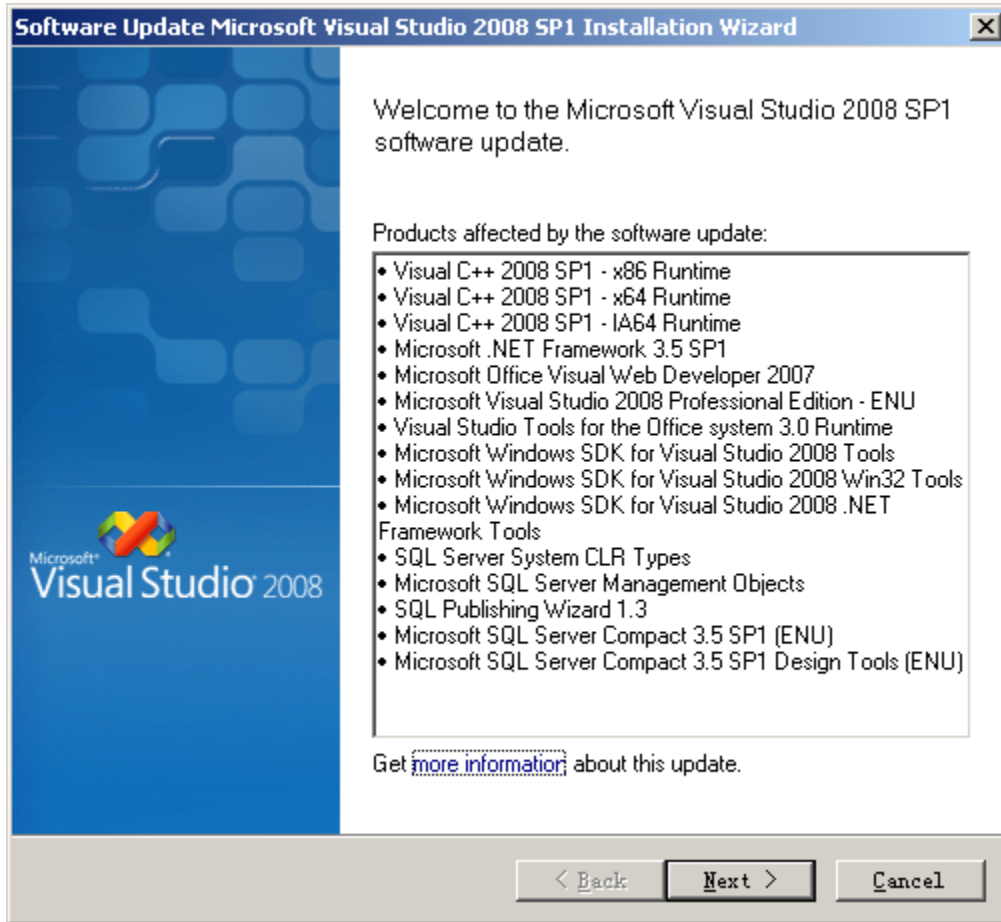 Software Update Microsoft Visual Studio 2008 SP1 Installation Wizard
Welcome to the Microsoft Visual Studio 2008 SP1
software update.
Products affected by the software update:
• Visual C++ 2008 SP1 - x86 Runtime
• Visual C++ 2008 SP1 - x64 Runtime
• Visual C++ 2008 SP1 - IA64 Runtime
• Microsoft .NET Framework 3.5 SP1
• Microsoft Office Visual Web Developer 2007
• Microsoft Visual Studio 2008 Professional Edition - ENU
• Visual Studio Tools for the Office system 3.0 Runtime
• Microsoft Windows SDK for Visual Studio 2008 Tools
• Microsoft Windows SDK for Visual Studio 2008 Win32 Tools
• Microsoft Windows SDK for Visual Studio 2008 .NET
Framework Tools
• SQL Server System CLR Types
• Microsoft SQL Server Management Objects
• SQL Publishing Wizard 1.3
• Microsoft SQL Server Compact 3.5 SP1 (ENU)
• Microsoft SQL Server Compact 3.5 SP1 Design Tools (ENU)
Get more information about this update.
Microsoft®
Visual Studio® 2008
< Back
Next >
Cancel